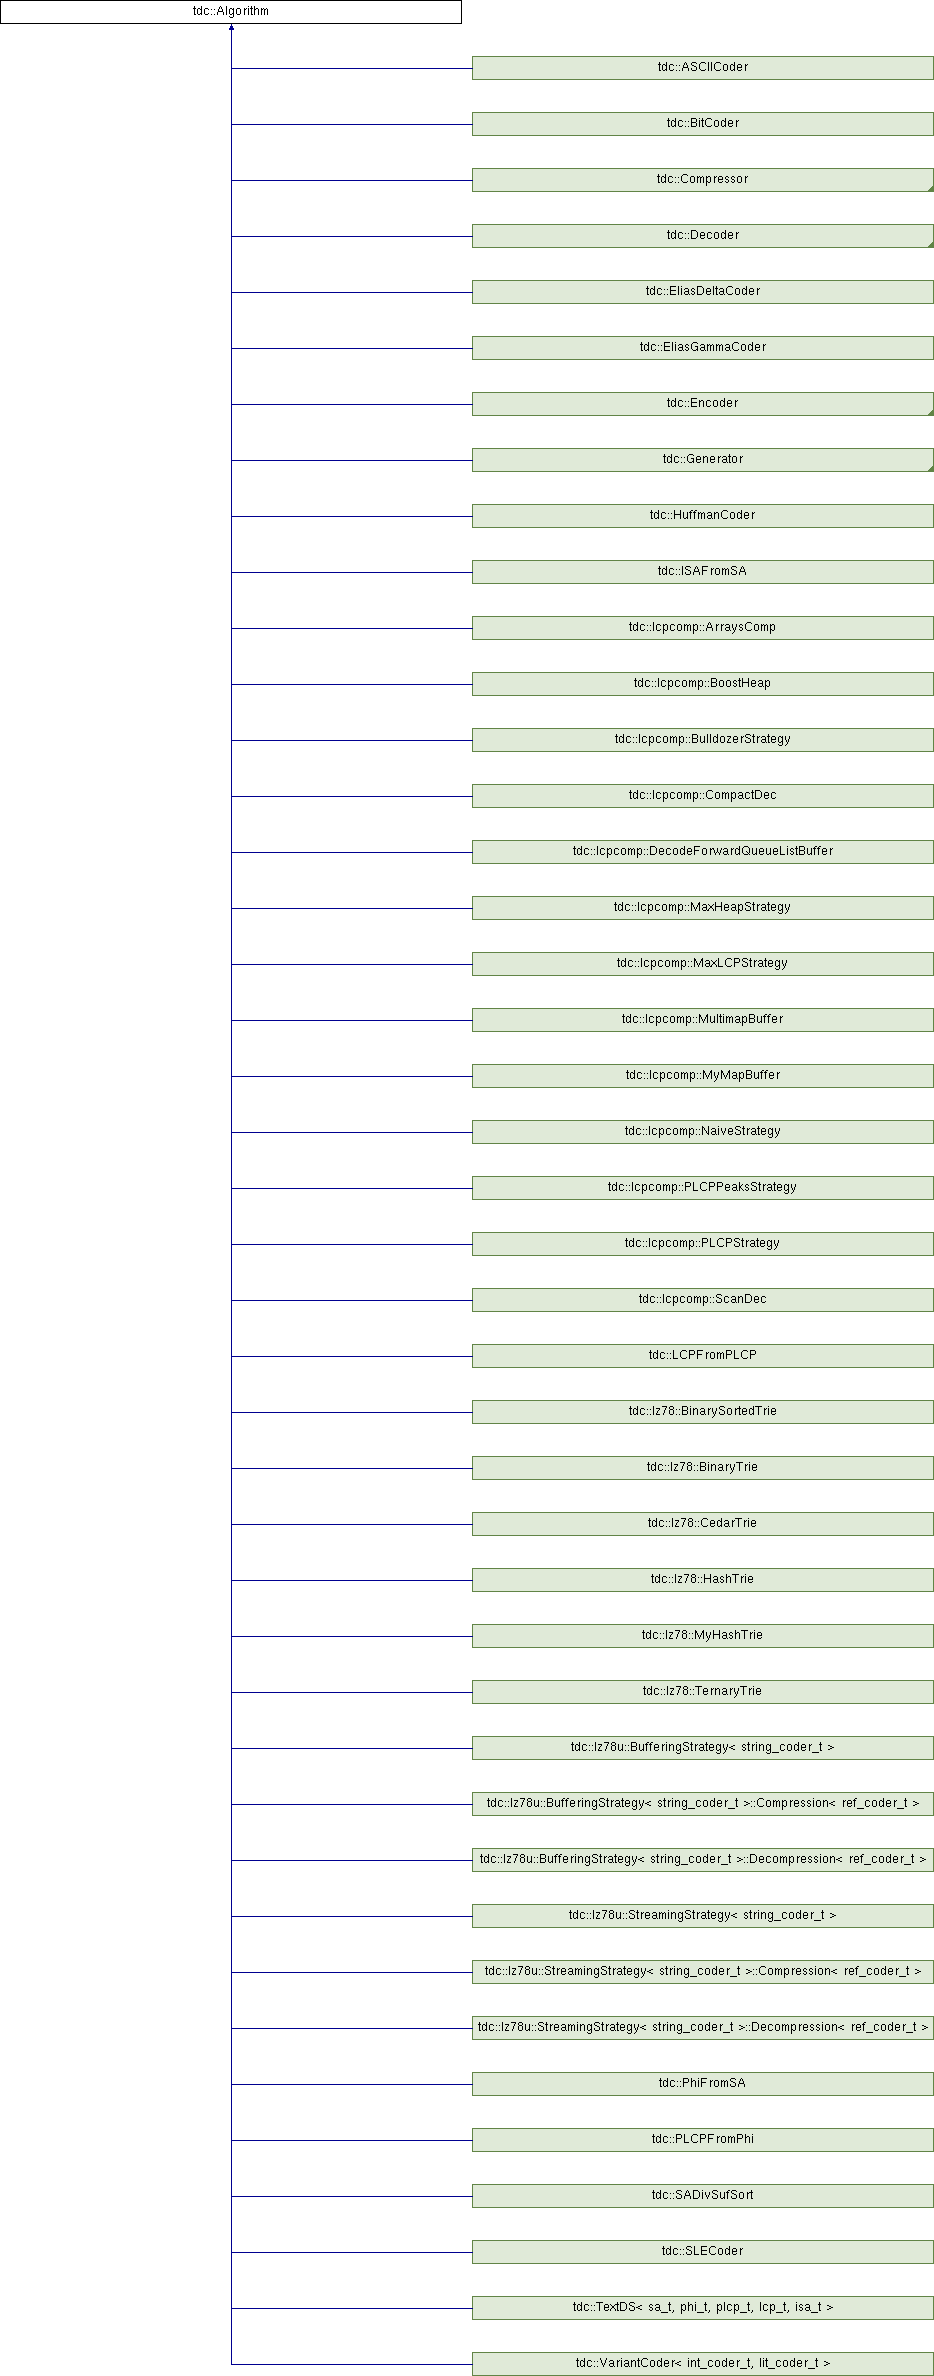 tdc::Algorithm
tdc::ASCIICoder
tdc::BitCoder
tdc::Compressor
tdc::Decoder
tdc::EliasDeltaCoder
tdc::EliasGammaCoder
tdc::Encoder
tdc::Generator
tdc::HuffmanCoder
tdc::ISAFromSA
tdc::lcpcomp::ArraysComp
tdc::lcpcomp::BoostHeap
tdc::lcpcomp::BulldozerStrategy
tdc::lcpcomp::CompactDec
tdc::lcpcomp::DecodeForwardQueueListBuffer
tdc::lcpcomp::MaxHeapStrategy
tdc::lcpcomp::MaxLCPStrategy
tdc::lcpcomp::MultimapBuffer
tdc::lcpcomp::MyMapBuffer
tdc::lcpcomp::NaiveStrategy
tdc::lcpcomp::PLCPPeaksStrategy
tdc::lcpcomp::PLCPStrategy
tdc::lcpcomp::ScanDec
tdc::LCPFromPLCP
tdc::lz78::BinarySortedTrie
tdc::lz78::BinaryTrie
tdc::lz78::CedarTrie
tdc::lz78::HashTrie
tdc::lz78::MyHashTrie
tdc::lz78::TernaryTrie
tdc::lz78u::BufferingStrategy< string_coder_t >
tdc::lz78u::BufferingStrategy< string_coder_t >::Compression< ref_coder_t >
tdc::lz78u::BufferingStrategy< string_coder_t >::Decompression< ref_coder_t >
tdc::lz78u::StreamingStrategy< string_coder_t >
tdc::lz78u::StreamingStrategy< string_coder_t >::Compression< ref_coder_t >
tdc::lz78u::StreamingStrategy< string_coder_t >::Decompression< ref_coder_t >
tdc::PhiFromSA
tdc::PLCPFromPhi
tdc::SADivSufSort
tdc::SLECoder
tdc::TextDS< sa_t, phi_t, plcp_t, lcp_t, isa_t >
tdc::VariantCoder< int_coder_t, lit_coder_t >